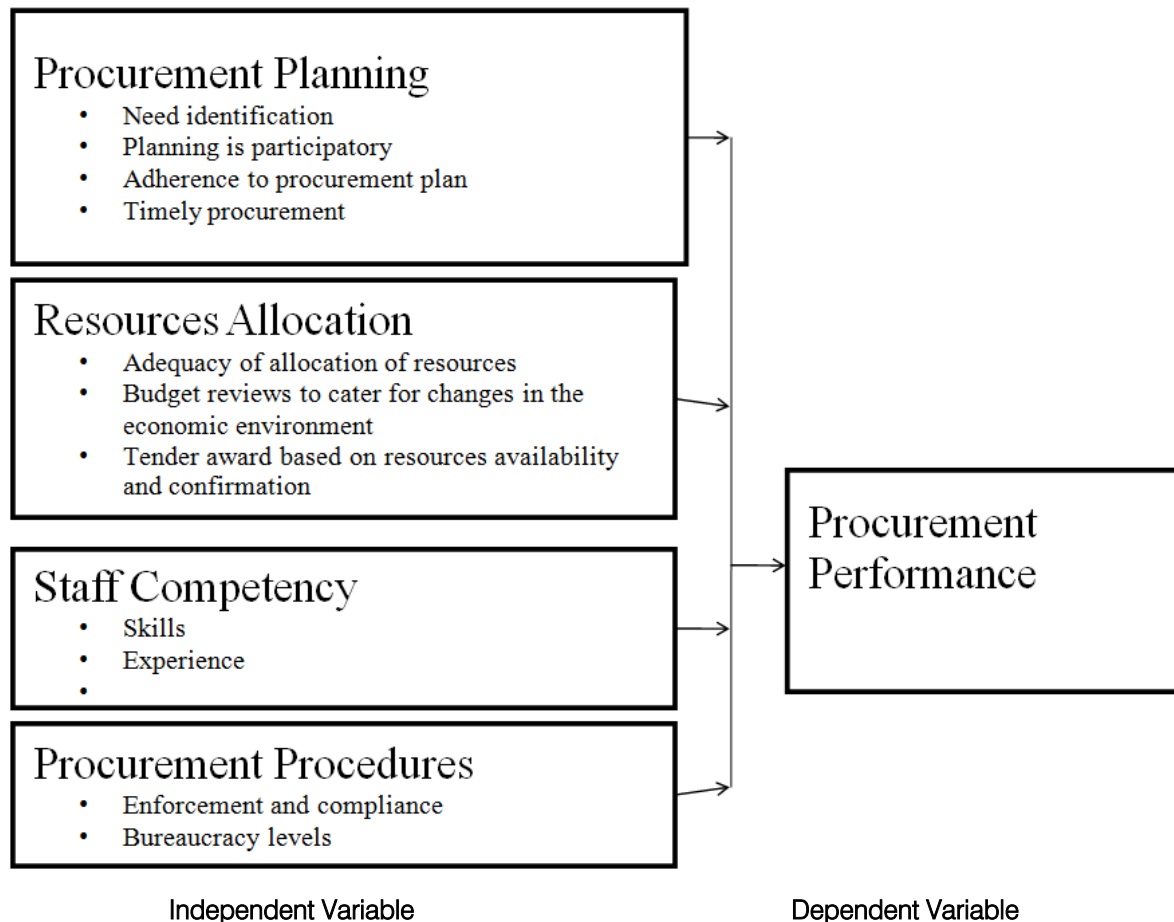 Procurement Planning
• Need identification
• Planning is participatory
• Adherence to procurement plan
• Timely procurement
Resources Allocation
• Adequacy of allocation of resources
• Budget reviews to cater for changes in the
economic environment
• Tender award based on resources availability
and confirmation
Staff Competency
• Skills
• Experience
•
Procurement Procedures
• Enforcement and compliance
• Bureaucracy levels
Procurement
Performance
Independent Variable
Dependent Variable